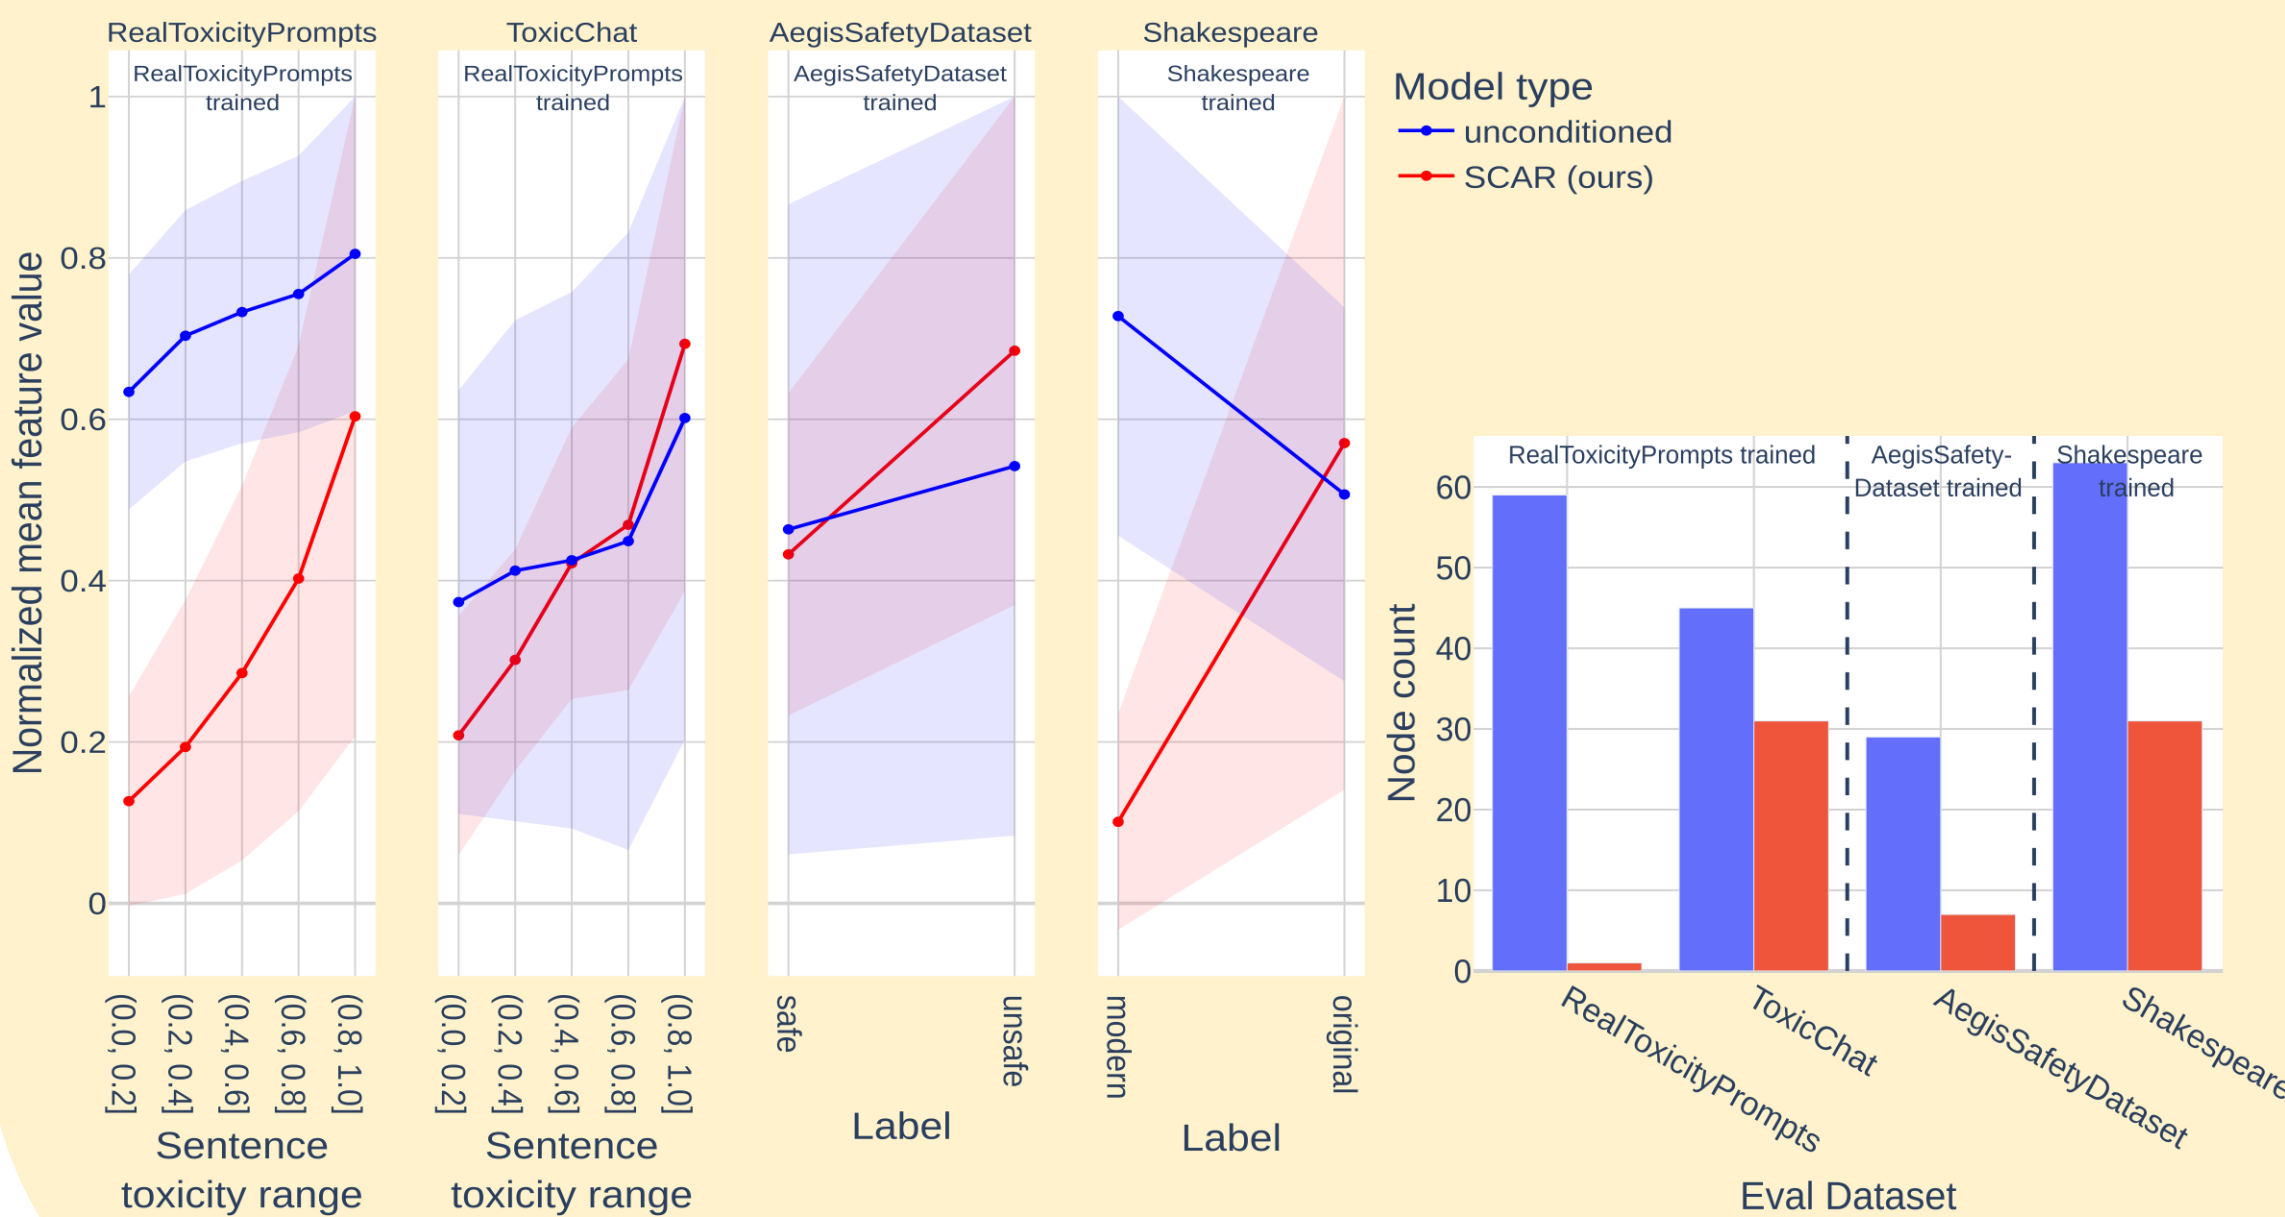 RealToxicityPrompts
ToxicChat
AegisSafetyDataset
Shakespeare
RealToxicityPrompts
trained
RealToxicityPrompts
trained
AegisSafetyDataset
trained
Shakespeare
trained
Normalized mean feature value
1
0.8
0.6
0.4
0.2
0
(0.0, 0.2]
(0.2, 0.4]
(0.4, 0.6]
(0.6, 0.8]
(0.8, 1.0]
Sentence
toxicity range
(0.0, 0.2]
(0.2, 0.4]
(0.4, 0.6]
(0.6, 0.8]
(0.8, 1.0]
Sentence
toxicity range
safe
unsafe
Label
modern
original
Label
Model type
unconditioned
SCAR (ours)
RealToxicityPrompts trained
AegisSafety-
Dataset trained
Shakespeare
trained
Node count
60
50
40
30
20
10
0
RealToxicityPrompts
ToxicChat
AegisSafetyDataset
Shakespeare
Eval Dataset